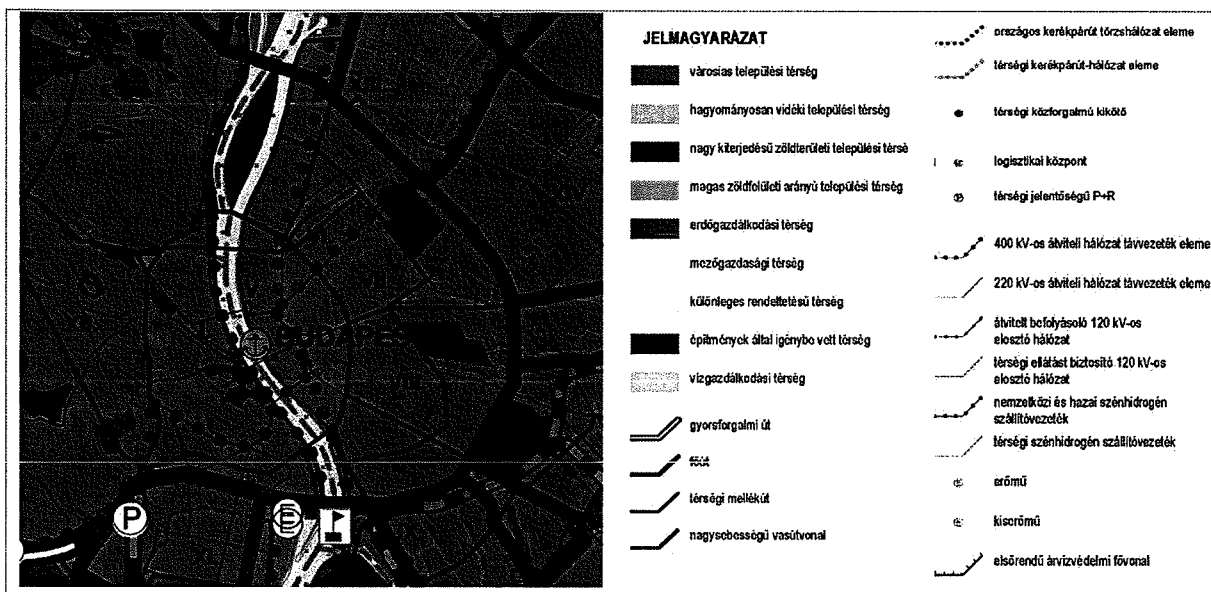 JELMAGYARÁZAT
városias települési térség
hagyományosan vidéki települési térség
nagy kiterjedésű zöldterületi települési térsé
magas zöldfelületi arányú települési térség
erdőgazdálkodási térség
mezőgazdasági térség
különleges rendeltetésű térség
építmények által igénybe vett térség
vízgazdálkodási térség
gyorsforgalmi út
főút
térségi mellékút
nagysebességű vasútvonal
országos kerékpárút törzshálózat eleme
térségi kerékpárút-hálózat eleme
térségi közforgalmú kikötő
logisztikai központ
térségi jelentőségű P+R
400 kV-os átviteli hálózat távvezeték eleme
220 kV-os átviteli hálózat távvezeték eleme
átvitelt befolyásoló 120 kV-os
elosztó hálózat
térségi ellátást biztosító 120 kV-os
elosztó hálózat
nemzetközi és hazai szénhidrogén
szállítóvezeték
térségi szénhidrogén szállítóvezeték
erőmű
kiserőmű
elsőrendű árvízvédelmi fővonal
P
E